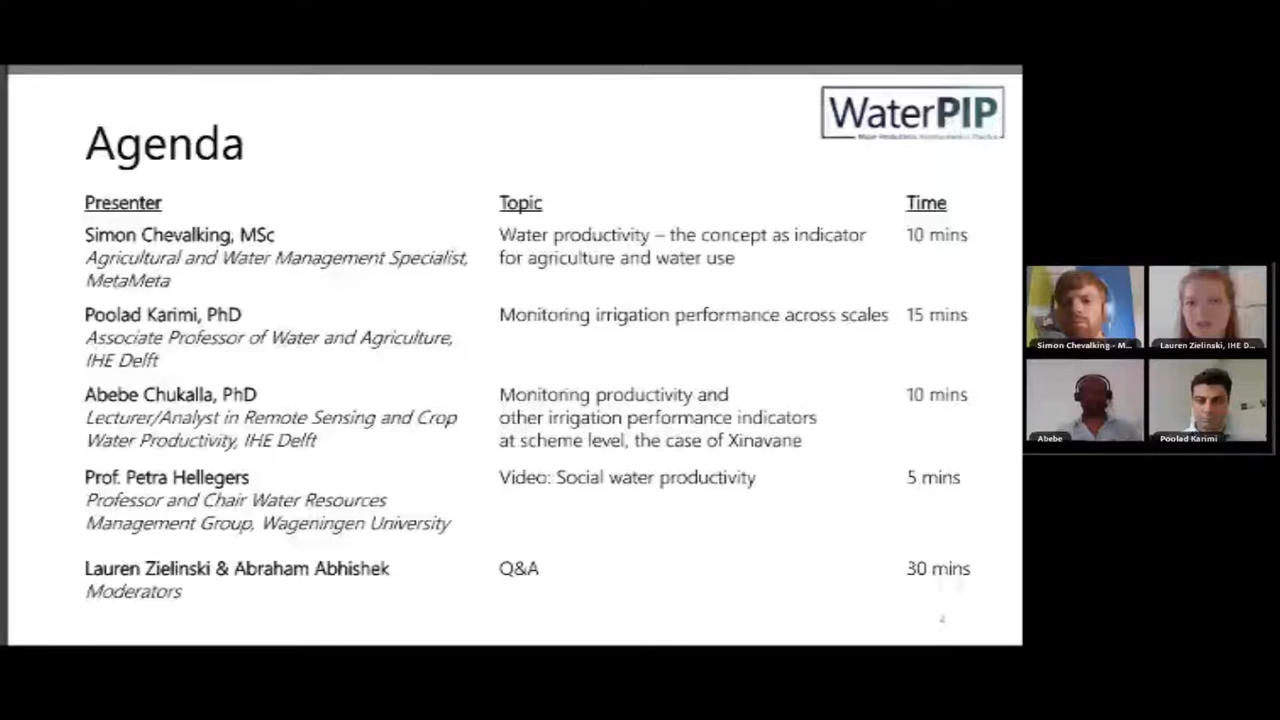 WaterPIP
Agenda
Presenter
Topic
Time
Simon Chevalking, MSc
Agricultural and Water Management Specialist,
MetaMeta
Water productivity – the concept as indicator
for agriculture and water use
10 mins
Poolad Karimi, PhD
Associate Professor of Water and Agriculture,
IHE Delft
Monitoring irrigation performance across scales
15 mins
Abebe Chukalla, PhD
Lecturer/Analyst in Remote Sensing and Crop
Water Productivity, IHE Delft
Monitoring productivity and
other irrigation performance indicators
at scheme level, the case of Xinavane
10 mins
Prof. Petra Hellegers
Professor and Chair Water Resources
Management Group, Wageningen University
Video: Social water productivity
5 mins
Lauren Zielinski & Abraham Abhishek
Moderators
Q&A
30 mins
Simon Chevalking - M...
Lauren Zielinski, IHE D...
Abebe
Poolad Karimi